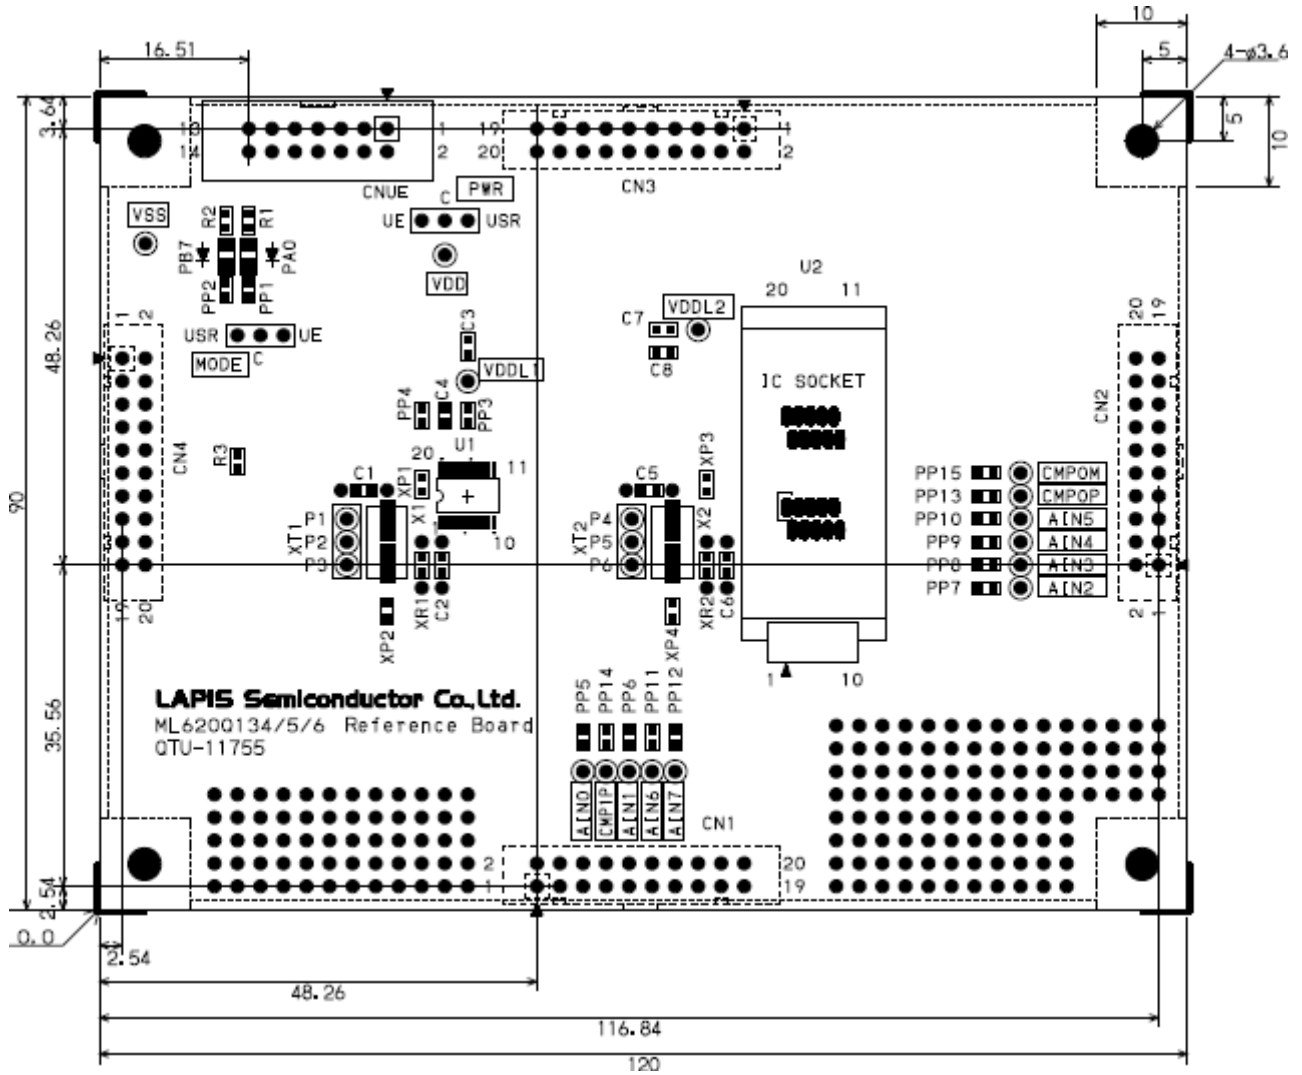 10
16.51
5
4-ø3.6
3.64
13
1
19
1
5
14
2
20
2
10
CNUE
PWR
CN3
VSS
R2
R1
C
UE
USR
PB7
PA0
U2
VDD
20
11
PP2
PP1
VDDL2
1
2
C7
20
19
USR
UE
C3
48.26
MODE
C
C8
VDDL1
IC SOCKET
PP4
C4
PP3
CN2
U1
CN4
R3
20
11
XP3
C1
XP1
C5
PP15
CMPOM
90
PP13
CMPOP
XT1
P1
X1
XT2
P4
X2
PP10
AIN5
P2
10
P5
PP9
AIN4
P3
P6
PP8
AIN3
PP7
AIN2
19
20
XR1
C2
XR2
C6
2
1
XP2
XP4
1
10
LAPIS Semiconductor Co.,Ltd.
PP5
PP14
PP6
PP11
PP12
35.56
ML620Q134/5/6 Reference Board
QTU-11755
AIN0
CMP1P
AIN1
AIN6
AIN7
CN1
2
20
2.54
1
19
0.0
2.54
48.26
116.84
120